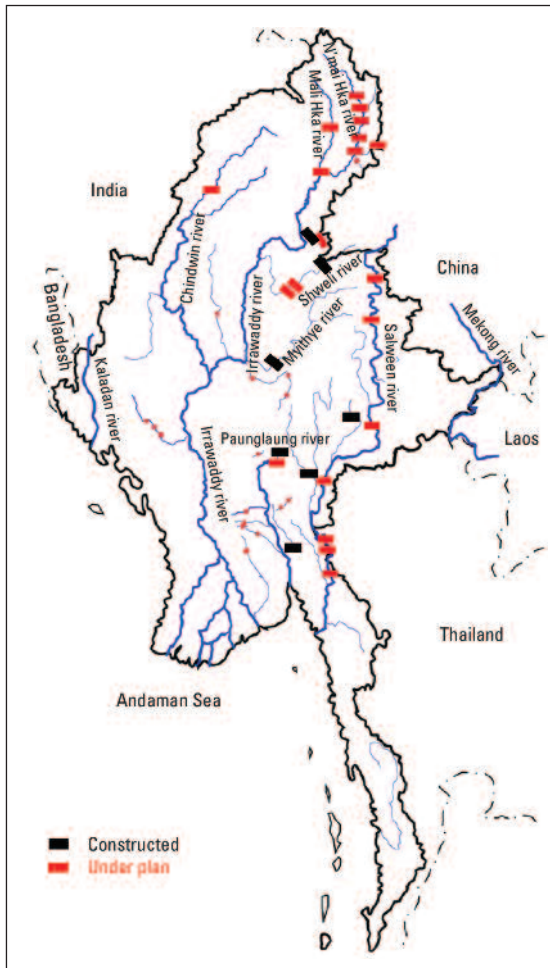 N'mai Hka river
Mali Hka river
India
Chindwin river
Shweli river
China
Irrawaddy river
Myithye river
Bangladesh
Kaladan river
Salween river
Mekong river
Laos
Paunglaung river
Irrawaddy river
Thailand
Andaman Sea
Constructed
Under plan